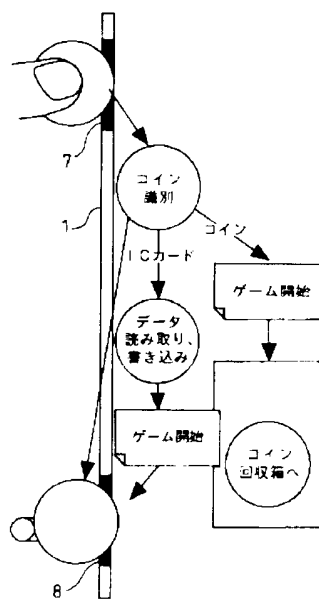 7
1
コイン
識別
コイン
ICカード
ゲーム開始
データ
読み取り、
書き込み
ゲーム開始
コイン
回収箱へ
8